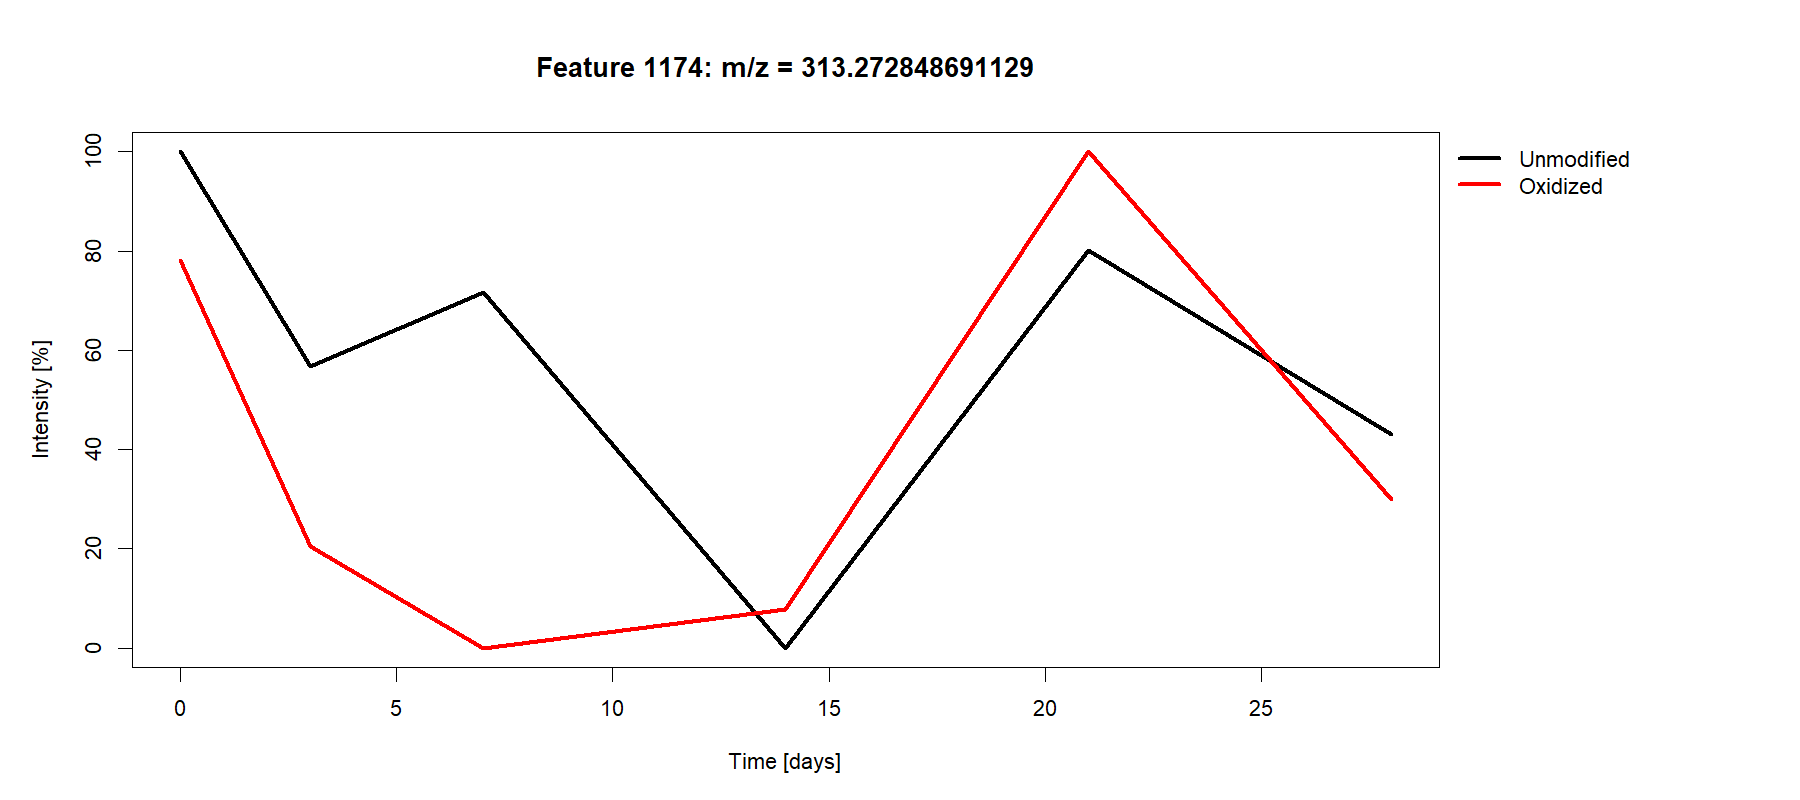 Feature 1174: m/z = 313.272848691129
Unmodified
Oxidized
Intensity [%]
100
80
60
40
20
0
0 5 10 15 20 25
Time [days]